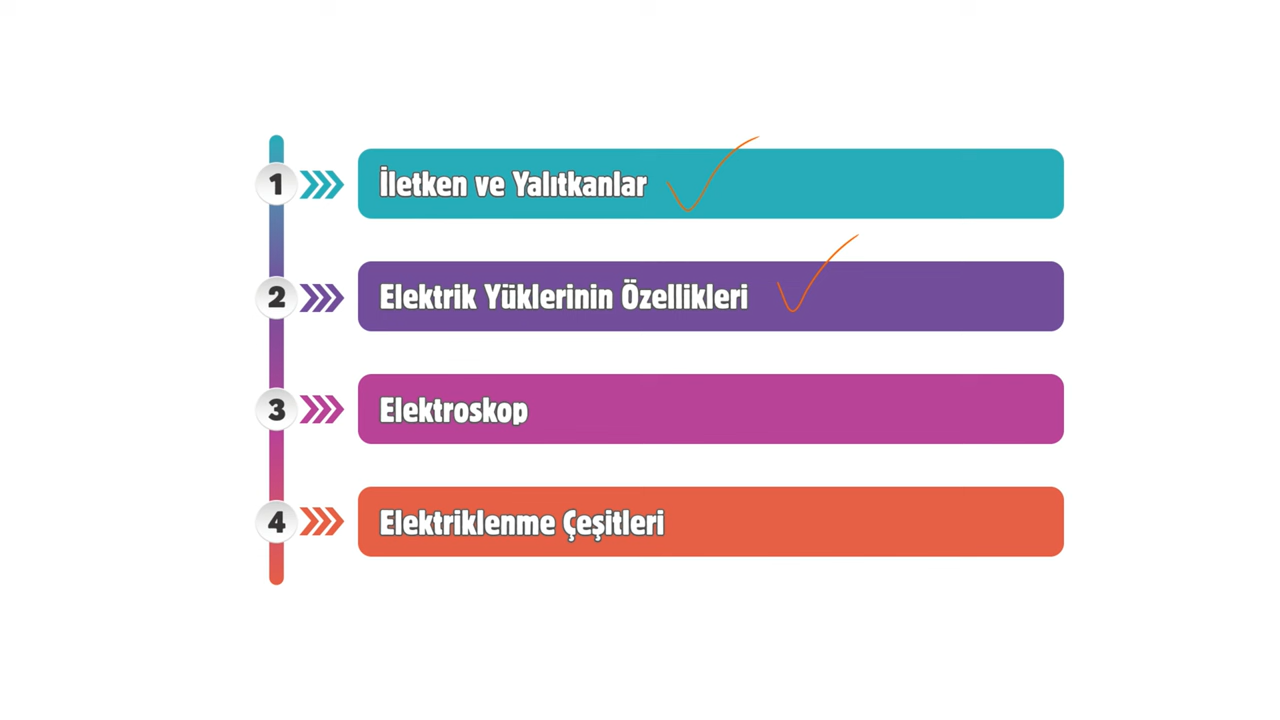 1 İletken ve Yalıtkanlar
2 Elektrik Yüklerinin Özellikleri
3 Elektroskop
4 Elektriklenme Çeşitleri